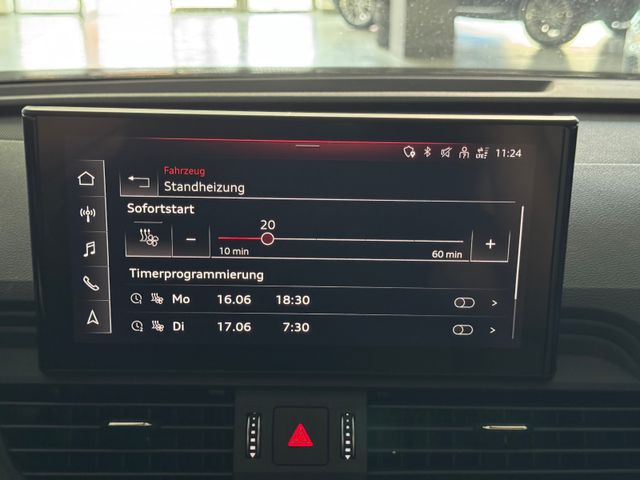 11:24
Fahrzeug
Standheizung
Sofortstart
20
10 min
60 min
Timerprogrammierung
Mo 16.06 18:30
Di 17.06 7:30